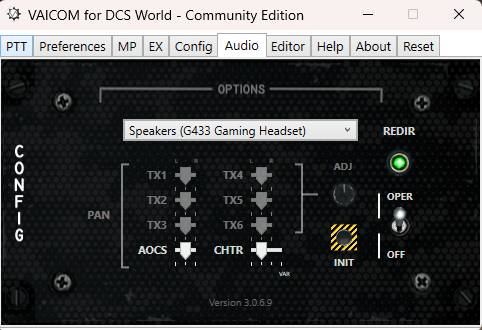 VAICOM for DCS World - Community Edition
PTT Preferences MP EX Config Audio Editor Help About Reset
OPTIONS
Speakers (G433 Gaming Headset) REDIR
CONFIG
L R L R
TX1 TX4 ADJ
TX2 TX5 OPER
PAN
TX3 TX6
AOCS CHTR INIT OFF
VAR
Version 3.0.6.9